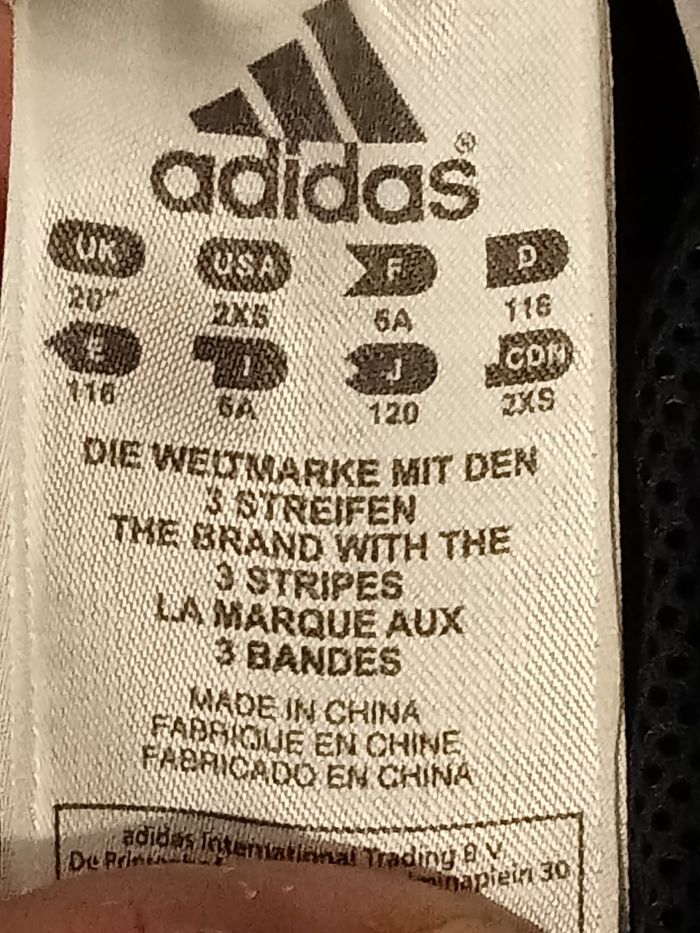 adidas®
UK USA F D
20" 2XS 6A 116
E I J CDN
116 6A 120 2XS
DIE WELTMARKE MIT DEN
3 STREIFEN
THE BRAND WITH THE
3 STRIPES
LA MARQUE AUX
3 BANDES
MADE IN CHINA
FABRIQUE EN CHINE
FABRICADO EN CHINA
adidas International Trading B V
30